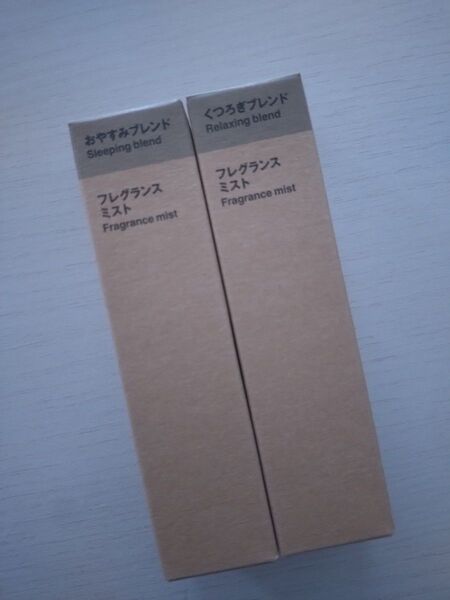 おやすみブレンド
Sleeping blend
フレグランス
ミスト
Fragrance mist
くつろぎブレンド
Relaxing blend
フレグランス
ミスト
Fragrance mist